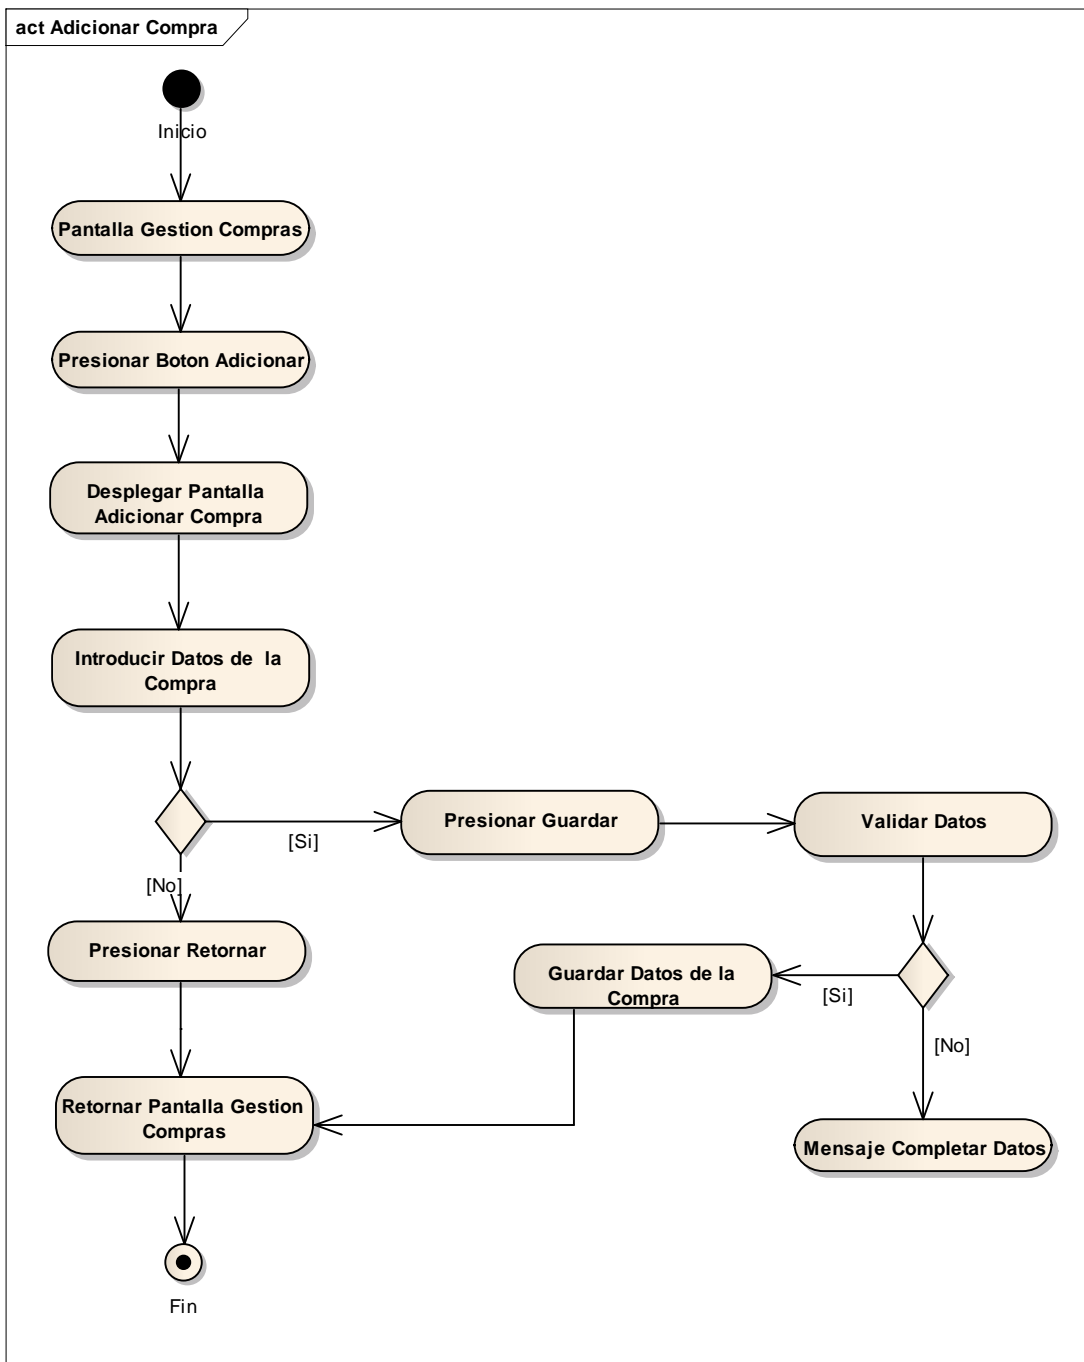 act Adicionar Compra
Inicio
Pantalla Gestion Compras
Presionar Boton Adicionar
Desplegar Pantalla
Adicionar Compra
Introducir Datos de la
Compra
[Si]
Presionar Guardar
Validar Datos
[No]
Presionar Retornar
Guardar Datos de la
Compra
[Si]
[No]
Retornar Pantalla Gestion
Compras
Mensaje Completar Datos
Fin